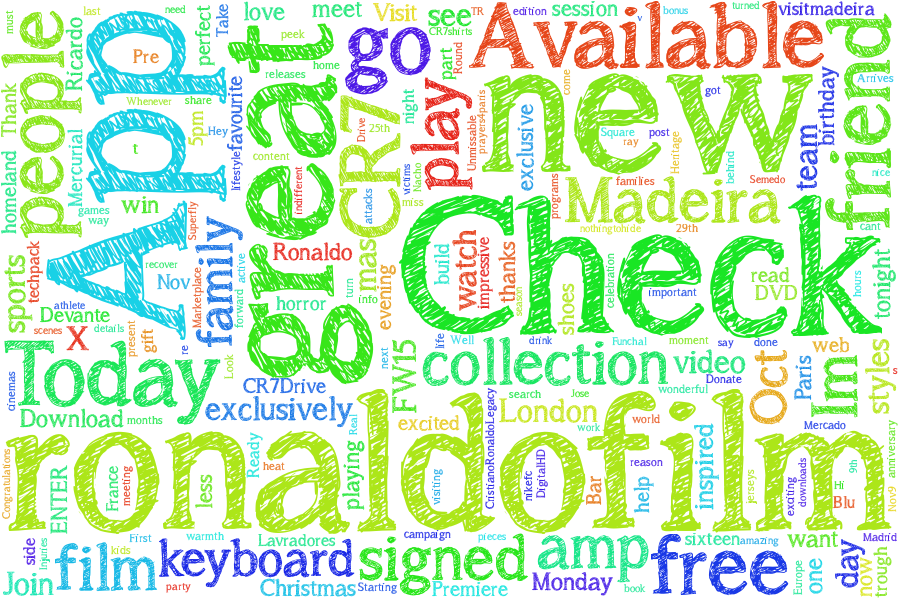 must
last
need
Take
love
meet
Visit
see
TR
edition
session
v
bonus
turned
visitmadeira
people
Ricardo
App
Pre
perfect
peek
CR7shirts
part
Round
Available
friend
Thank
Whenever
share
great
releases
home
go
night
play
new
come
got
birthday
Arrives
homeland
Mercurial
t
5pm
Hey
favourite
lifestyle
content
CR7
Drive
25th
attacks
victims
Nacho
miss
Unmissable
prayers4paris
exclusive
Square
ray
post
Heritage
behind
team
nice
games
way
win
Superfly
family
indifferent
programs
families
Madeira
Semedo
cant
nothingtohide
29th
sports
techpack
recover
Nov
Marketplace
active
forward
Ronaldo
mas
build
watch
impressive
thanks
season
Check
celebration
important
read
DVD
hours
tonight
athlete
Devante
horror
turn
info
evening
shoes
scenes
X
details
present
gift
re
Look
next
life
Well
drink
Funchal
moment
say
done
web
Today
cinemas
CR7Drive
FW15
collection
video
Donate
wonderful
Oct
Paris
Im
styles
s
Download
months
exclusively
excited
search
Jose
London
work
world
Mercado
ronaldofilm
Congratulations
ENTER
France
meeting
less
Ready
heat
playing
Real
visiting
CristianoRonaldoLegacy
nikefc
DigitalHD
Bar
help
reason
inspired
jerseys
exciting
downloads
Hi
9th
Blu
Nov9
anniversary
side
Injuries
First
warmth
Lavradores
campaign
pieces
sixteen
amazing
want
Madrid
Join
film
kids
keyboard
signed
amp
free
Europe
one
day
now
trough
party
Christmas
Starting
Premiere
Monday
book